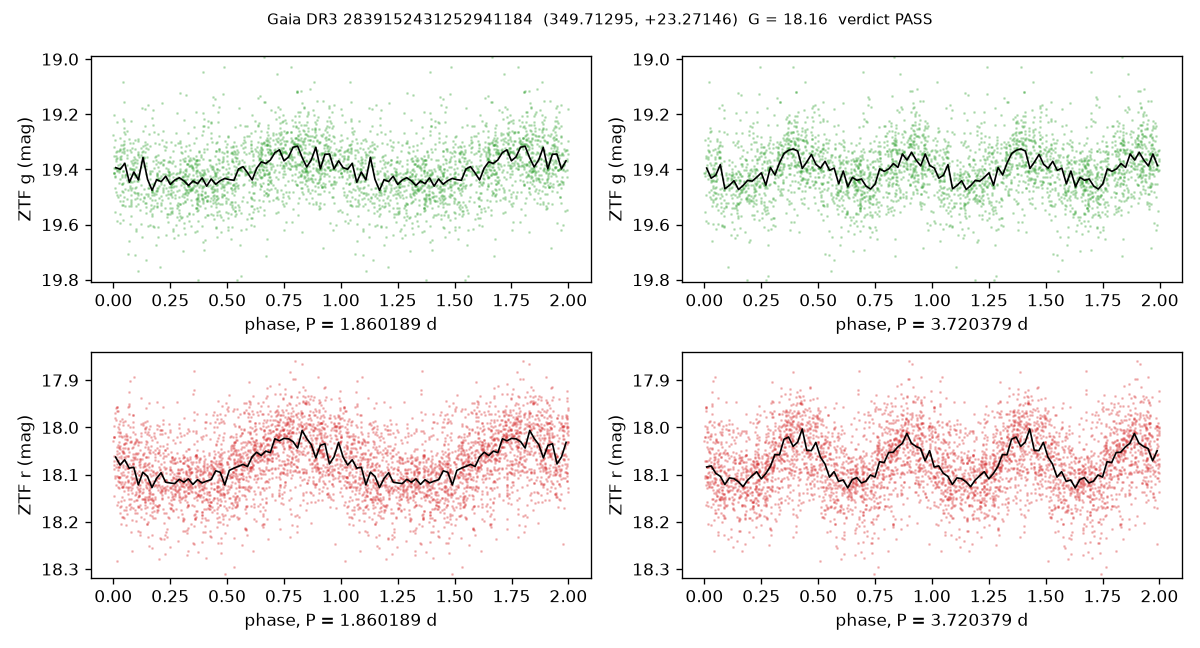 Gaia DR3 2839152431252941184  (349.71295, +23.27146)  G = 18.16  verdict PASS
19.0
19.2
19.4
19.6
19.8
ZTF g (mag)
0.00 0.25 0.50 0.75 1.00 1.25 1.50 1.75 2.00
phase, P = 1.860189 d
19.0
19.2
19.4
19.6
19.8
ZTF g (mag)
0.00 0.25 0.50 0.75 1.00 1.25 1.50 1.75 2.00
phase, P = 3.720379 d
17.9
18.0
18.1
18.2
18.3
ZTF r (mag)
0.00 0.25 0.50 0.75 1.00 1.25 1.50 1.75 2.00
phase, P = 1.860189 d
17.9
18.0
18.1
18.2
18.3
ZTF r (mag)
0.00 0.25 0.50 0.75 1.00 1.25 1.50 1.75 2.00
phase, P = 3.720379 d